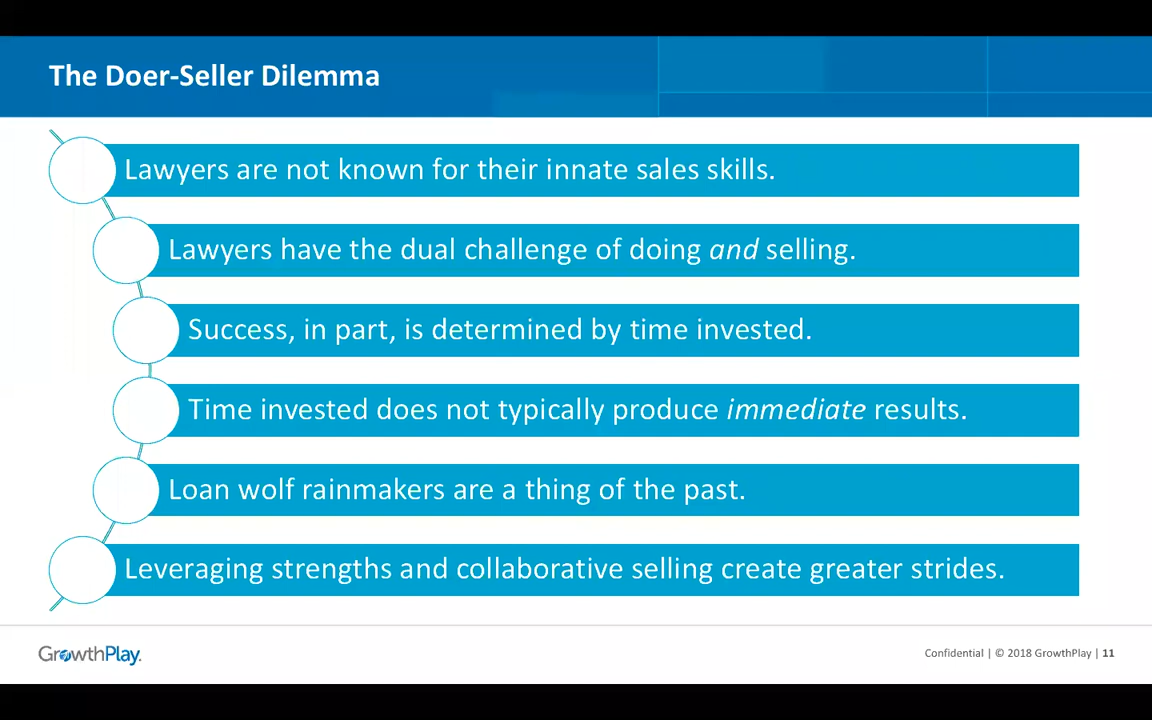 The Doer-Seller Dilemma
Lawyers are not known for their innate sales skills.
Lawyers have the dual challenge of doing and selling.
Success, in part, is determined by time invested.
Time invested does not typically produce immediate results.
Loan wolf rainmakers are a thing of the past.
Leveraging strengths and collaborative selling create greater strides.
GrowthPlay.
Confidential | © 2018 GrowthPlay | 11